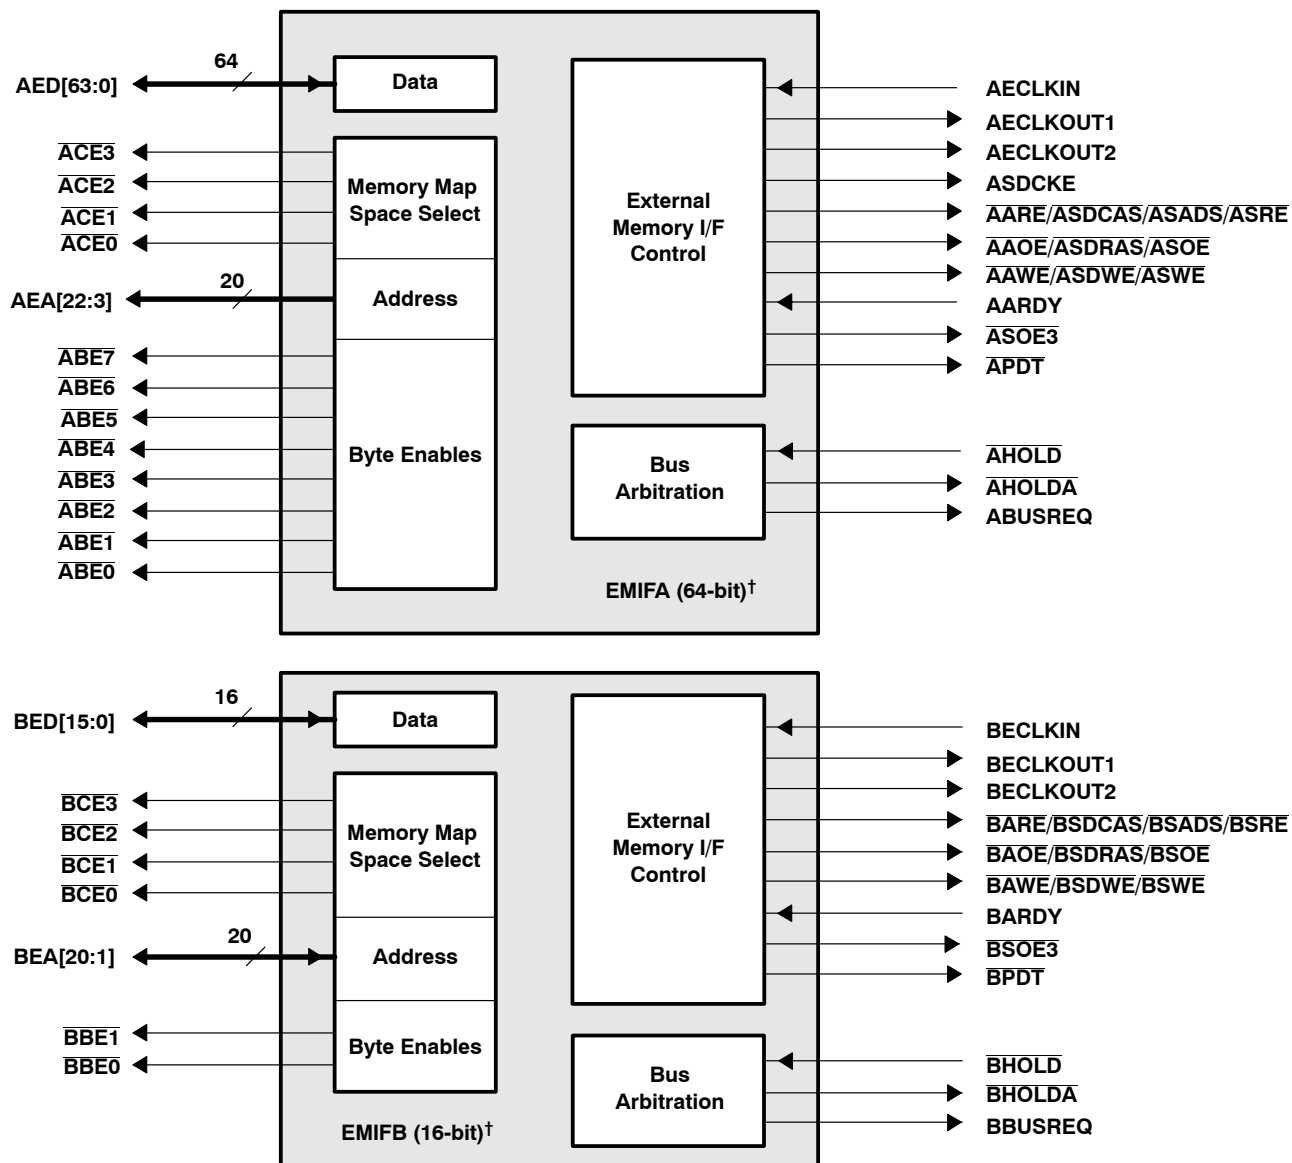 64
AED[63:0]
Data
ACE3
ACE2
ACE1
ACE0
Memory Map
Space Select
20
AEA[22:3]
Address
ABE7
ABE6
ABE5
ABE4
ABE3
ABE2
ABE1
ABE0
Byte Enables
External
Memory I/F
Control
AECLKIN
AECLKOUT1
AECLKOUT2
ASDCKE
AARE/ASDCAS/ASADS/ASRE
AAOE/ASDRAS/ASOE
AAWE/ASDWE/ASWE
AARDY
ASOE3
APDT
Bus
Arbitration
AHOLD
AHOLDA
ABUSREQ
EMIFA (64-bit)†
16
BED[15:0]
Data
BCE3
BCE2
BCE1
BCE0
Memory Map
Space Select
20
BEA[20:1]
Address
BBE1
BBE0
Byte Enables
External
Memory I/F
Control
BECLKIN
BECLKOUT1
BECLKOUT2
BARE/BSDCAS/BSADS/BSRE
BAOE/BSDRAS/BSOE
BAWE/BSDWE/BSWE
BARDY
BSOE3
BPDT
Bus
Arbitration
BHOLD
BHOLDA
BBUSREQ
EMIFB (16-bit)†